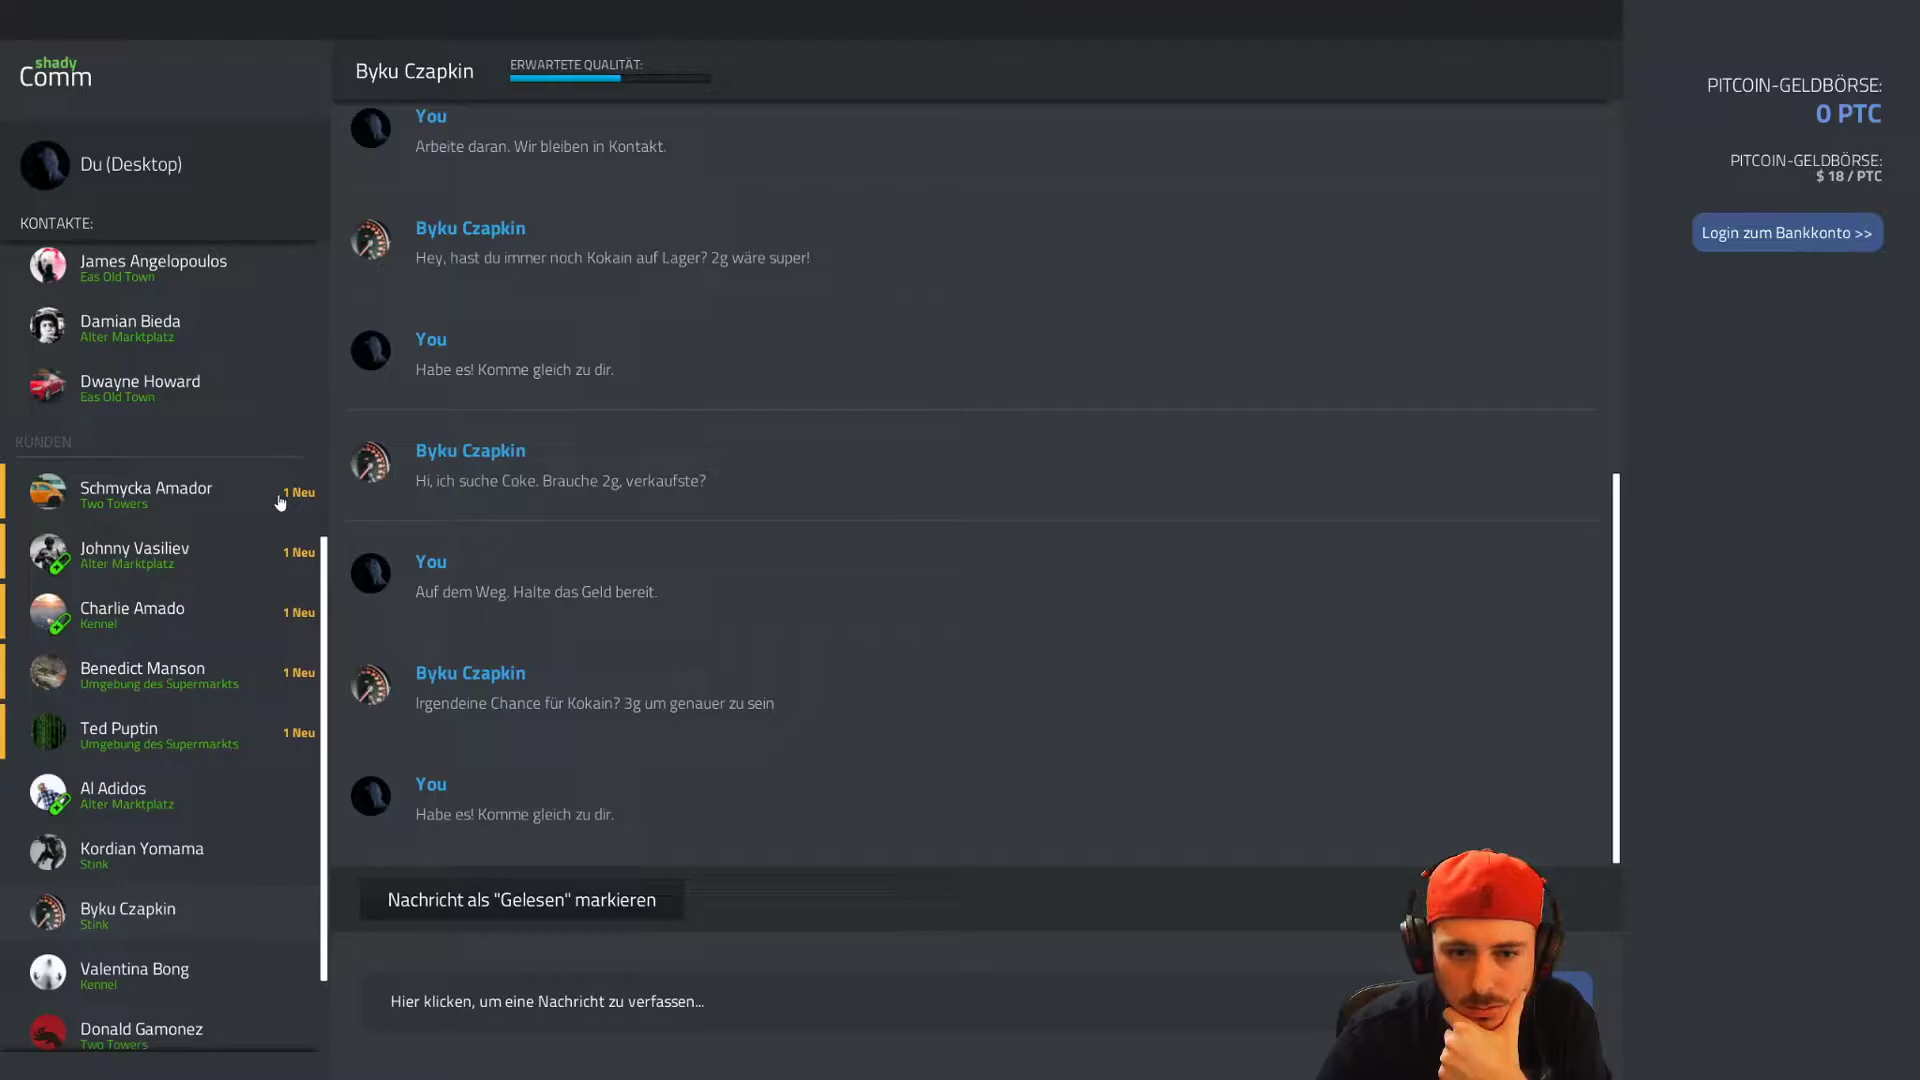 shady
Comm
Du (Desktop)
KONTAKTE:
James Angelopoulos
Eas Old Town
Damian Bieda
Alter Marktplatz
Dwayne Howard
Eas Old Town
KUNDEN
Schmycka Amador
Two Towers
1 Neu
Johnny Vasiliev
Alter Marktplatz
1 Neu
Charlie Amado
Kennel
1 Neu
Benedict Manson
Umgebung des Supermarkts
1 Neu
Ted Puptin
Umgebung des Supermarkts
1 Neu
Al Adidos
Alter Marktplatz
Kordian Yomama
Stink
Byku Czapkin
Stink
Valentina Bong
Kennel
Donald Gamonez
Two Towers
Byku Czapkin
ERWARTETE QUALITÄT:
You
Arbeite daran. Wir bleiben in Kontakt.
Byku Czapkin
Hey, hast du immer noch Kokain auf Lager? 2g wäre super!
You
Habe es! Komme gleich zu dir.
Byku Czapkin
Hi, ich suche Coke. Brauche 2g, verkaufste?
You
Auf dem Weg. Halte das Geld bereit.
Byku Czapkin
Irgendeine Chance für Kokain? 3g um genauer zu sein
You
Habe es! Komme gleich zu dir.
Nachricht als "Gelesen" markieren
Hier klicken, um eine Nachricht zu verfassen...
PITCOIN-GELDBÖRSE:
0 PTC
PITCOIN-GELDBÖRSE:
$ 18 / PTC
Login zum Bankkonto >>